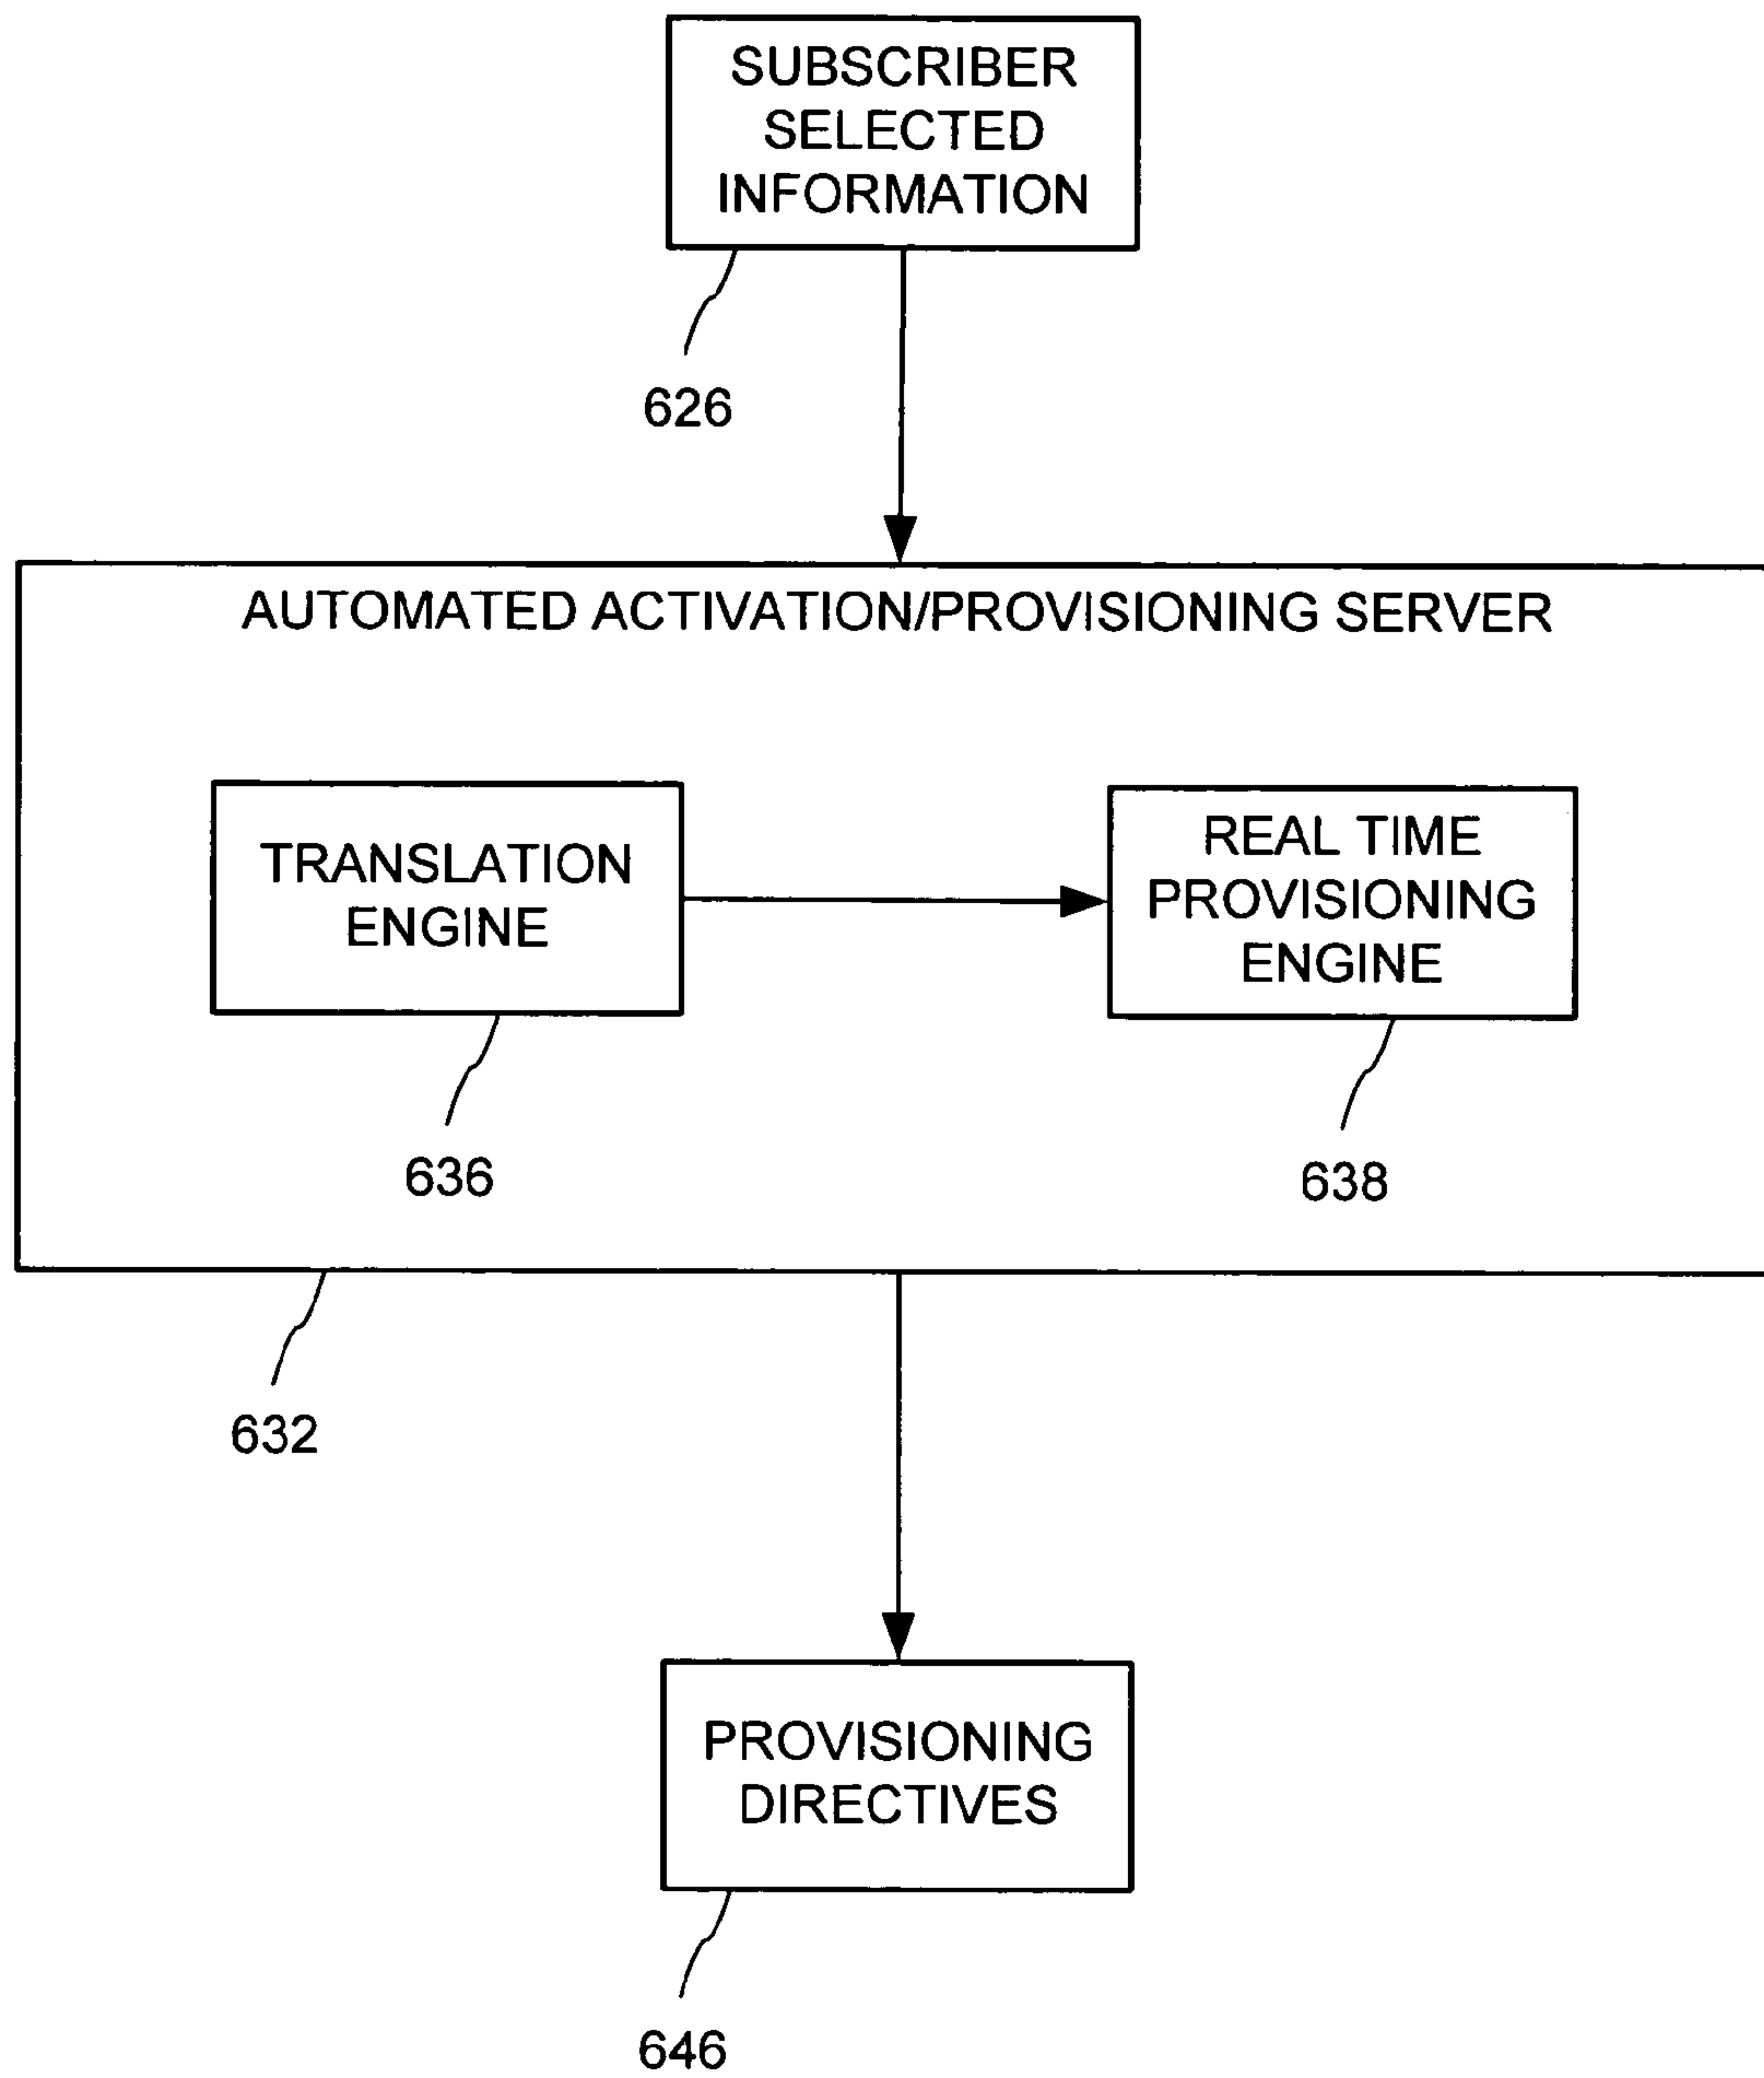 SUBSCRIBER
SELECTED
INFORMATION
626
AUTOMATED ACTIVATION/PROVISIONING SERVER
TRANSLATION
ENGINE
REAL TIME
PROVISIONING
ENGINE
636
638
632
PROVISIONING
DIRECTIVES
646